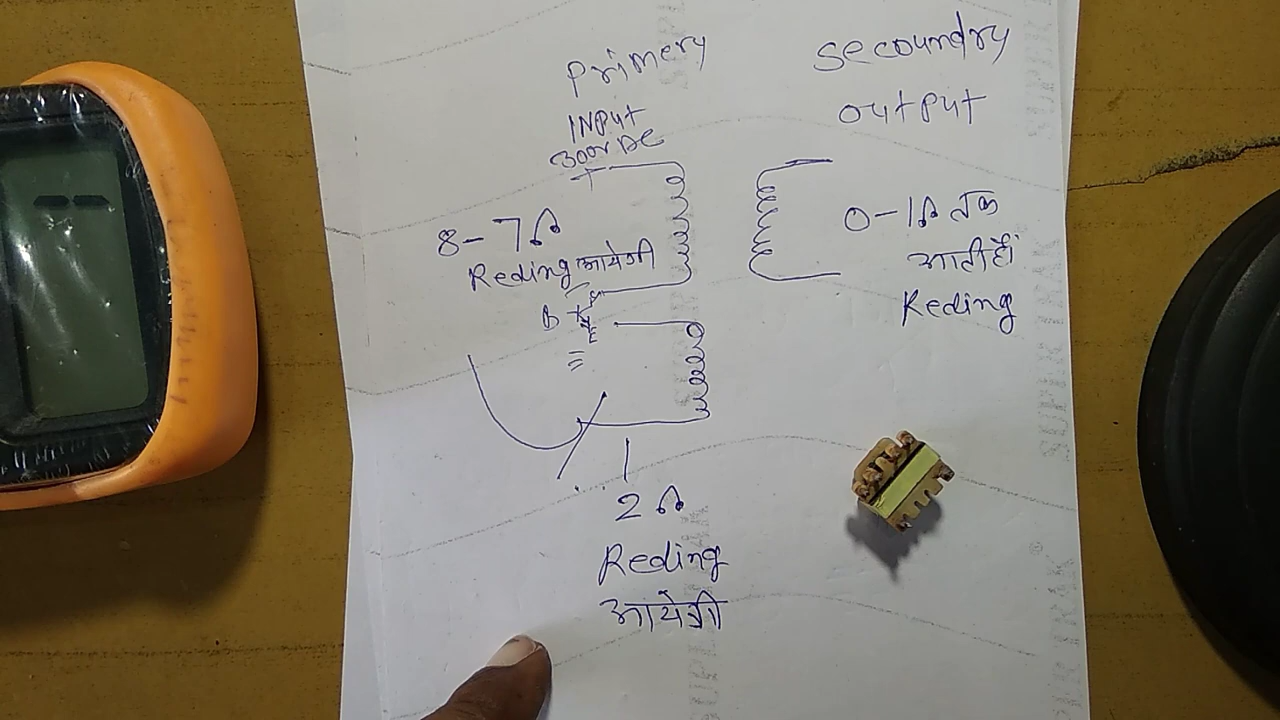 Primery
INPUT
300v DC
+
8-7Ω
Reding आयेगी
B
2Ω
Reding
आयेगी
Secoundry
output
0-1Ω तक
आती हैं
Reding